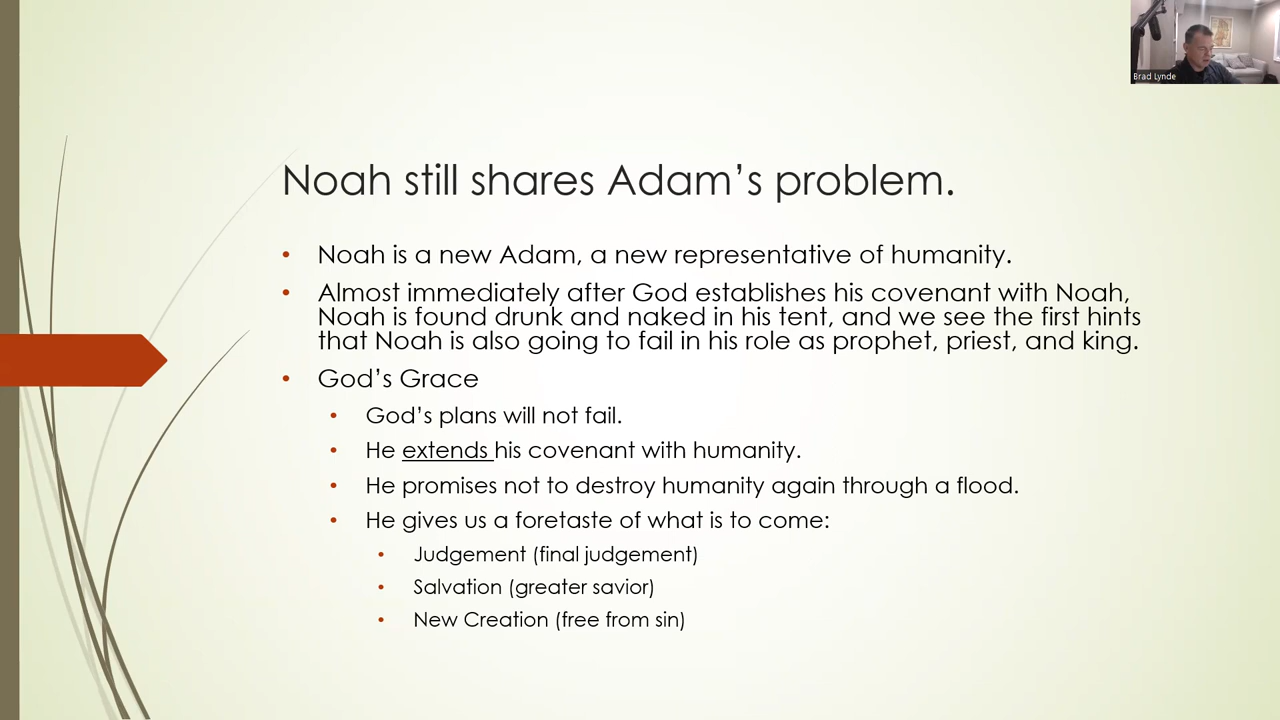 Brad Lynde
Noah still shares Adam’s problem.
• Noah is a new Adam, a new representative of humanity.
• Almost immediately after God establishes his covenant with Noah,
Noah is found drunk and naked in his tent, and we see the first hints
that Noah is also going to fail in his role as prophet, priest, and king.
• God’s Grace
• God’s plans will not fail.
• He extends his covenant with humanity.
• He promises not to destroy humanity again through a flood.
• He gives us a foretaste of what is to come:
• Judgement (final judgement)
• Salvation (greater savior)
• New Creation (free from sin)